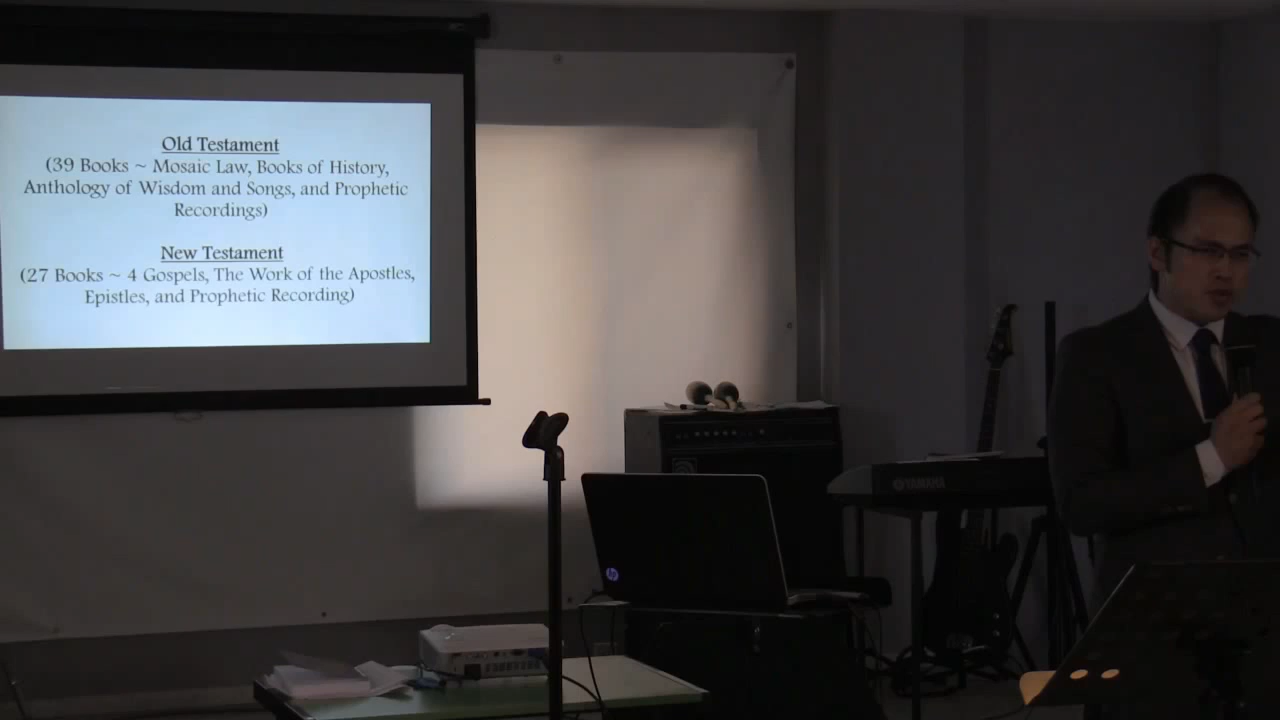 Old Testament
(39 Books ~ Mosaic Law, Books of History,
Anthology of Wisdom and Songs, and Prophetic
Recordings)
New Testament
(27 Books ~ 4 Gospels, The Work of the Apostles,
Epistles, and Prophetic Recording)
hp
YAMAHA